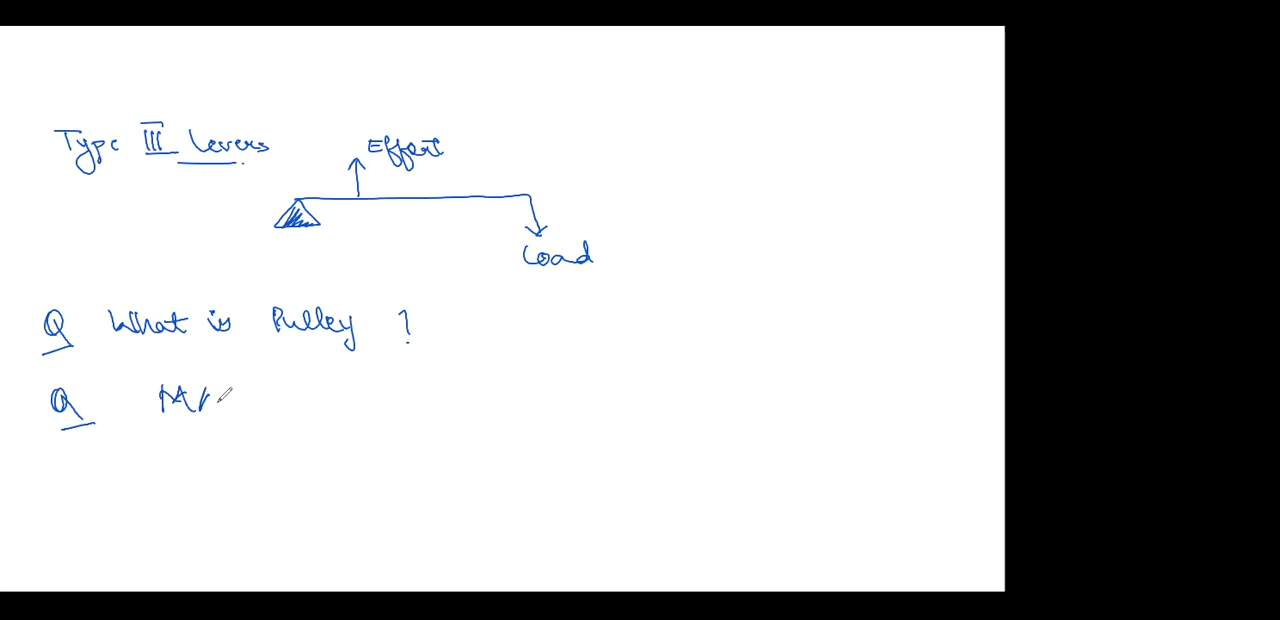 Type III Levers
Effort
Load
Q What is Pulley ?
Q